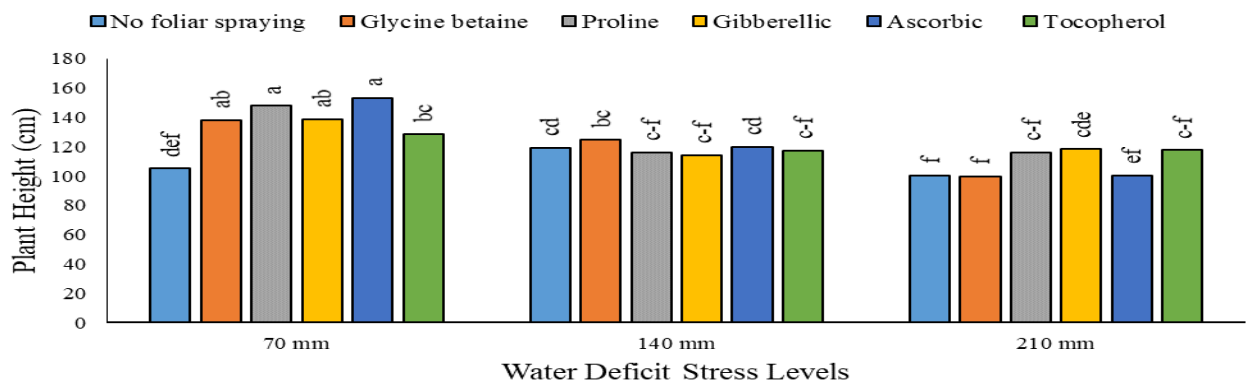 No foliar spraying Glycine betaine Proline Gibberellic Ascorbic Tocopherol
Plant Height (cm)
180
160
140
120
100
80
60
40
20
0
def ab a ab a bc
cd bc c-f c-f cd c-f
f f c-f cde ef c-f
70 mm 140 mm 210 mm
Water Deficit Stress Levels